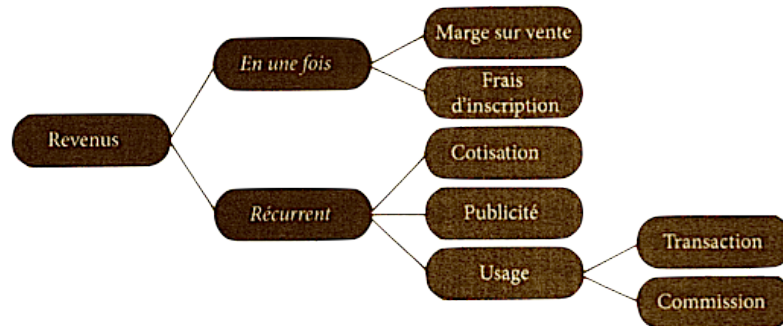 Revenus
En une fois
Marge sur vente
Frais
d'inscription
Récurrent
Cotisation
Publicité
Usage
Transaction
Commission